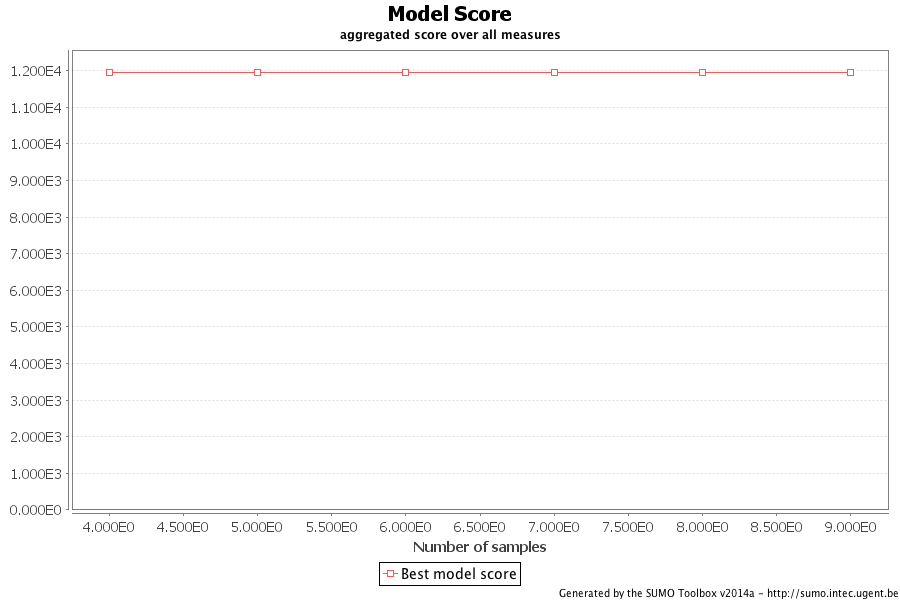 Model Score
aggregated score over all measures
1.200E4
1.100E4
1.000E4
9.000E3
8.000E3
7.000E3
6.000E3
5.000E3
4.000E3
3.000E3
2.000E3
1.000E3
0.000E0
4.000E0 4.500E0 5.000E0 5.500E0 6.000E0 6.500E0 7.000E0 7.500E0 8.000E0 8.500E0 9.000E0
Number of samples
Best model score
Generated by the SUMO Toolbox v2014a - http://sumo.intec.ugent.be